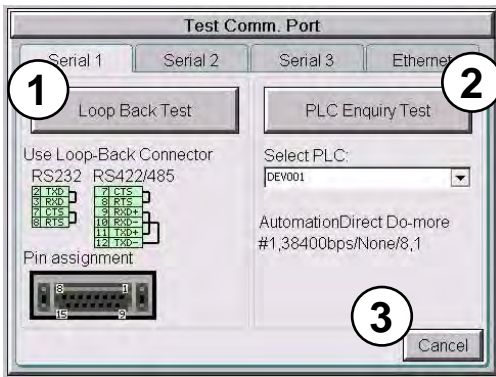 Test Comm. Port
Serial 1
Serial 2
Serial 3
Ethernet
1
2
Loop Back Test
PLC Enquiry Test
Use Loop-Back Connector
RS232 RS422/485
2 TXD
3 RXD
7 CTS
8 RTS
7 CTS
8 RTS
9 RXD+
10 RXD-
11 TXD+
12 TXD-
Pin assignment
8 1
15 9
Select PLC:
DEV001
AutomationDirect Do-more
#1,38400bps/None/8,1
3
Cancel